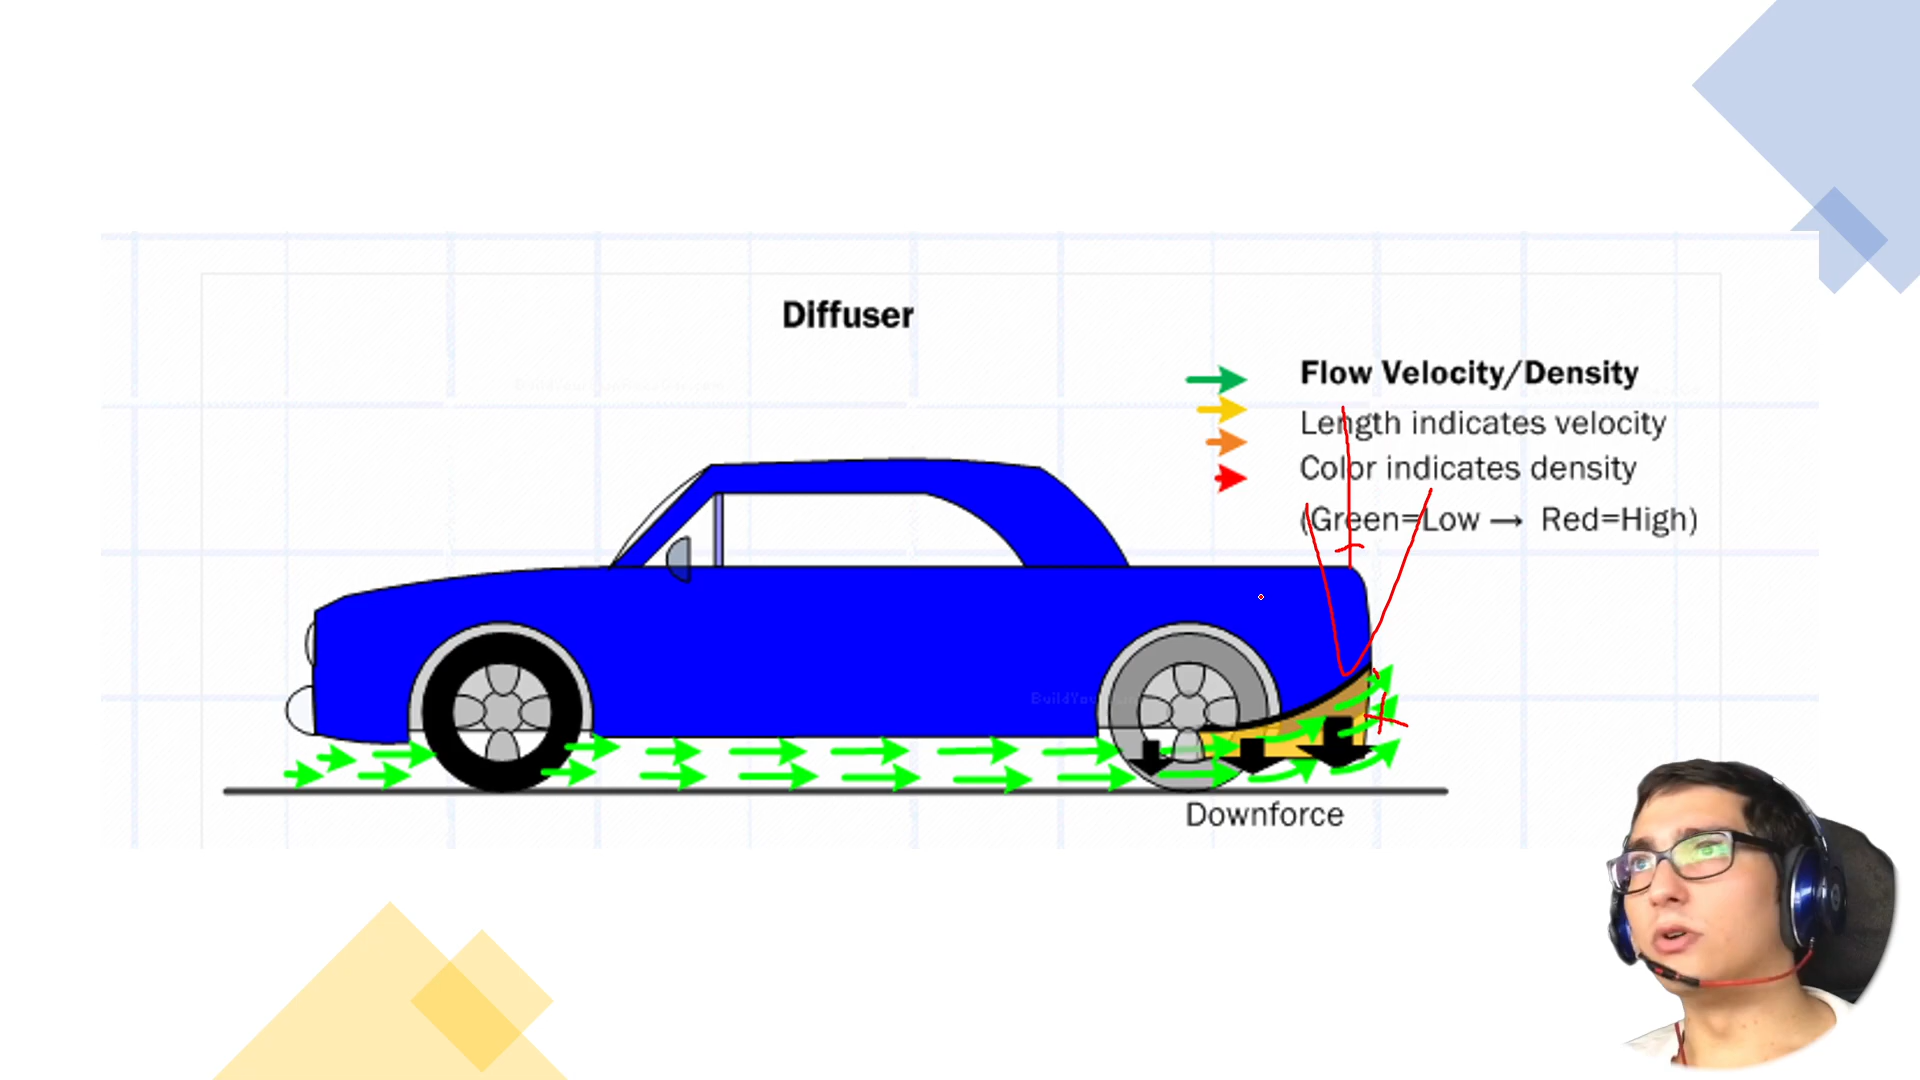 Diffuser
Flow Velocity/Density
Length indicates velocity
Color indicates density
(Green=Low → Red=High)
Downforce